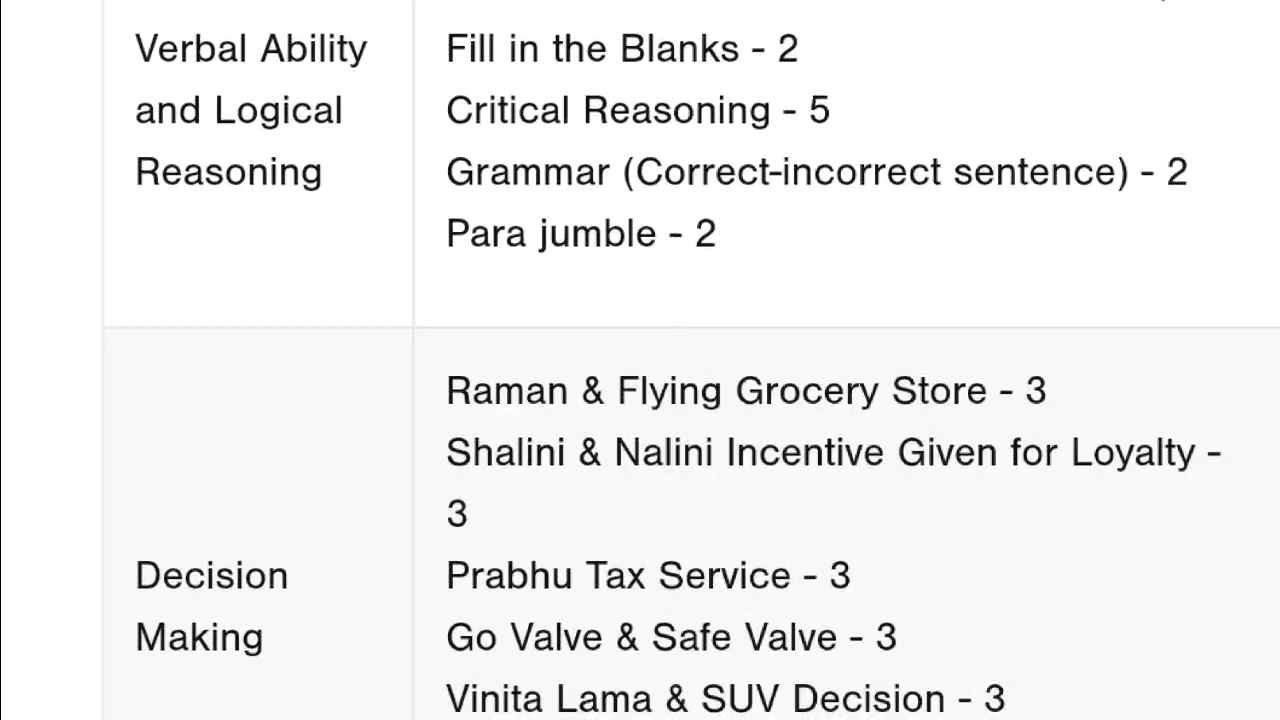 Verbal Ability
and Logical
Reasoning
Fill in the Blanks - 2
Critical Reasoning - 5
Grammar (Correct-incorrect sentence) - 2
Para jumble - 2
Decision
Making
Raman & Flying Grocery Store - 3
Shalini & Nalini Incentive Given for Loyalty -
3
Prabhu Tax Service - 3
Go Valve & Safe Valve - 3
Vinita Lama & SUV Decision - 3